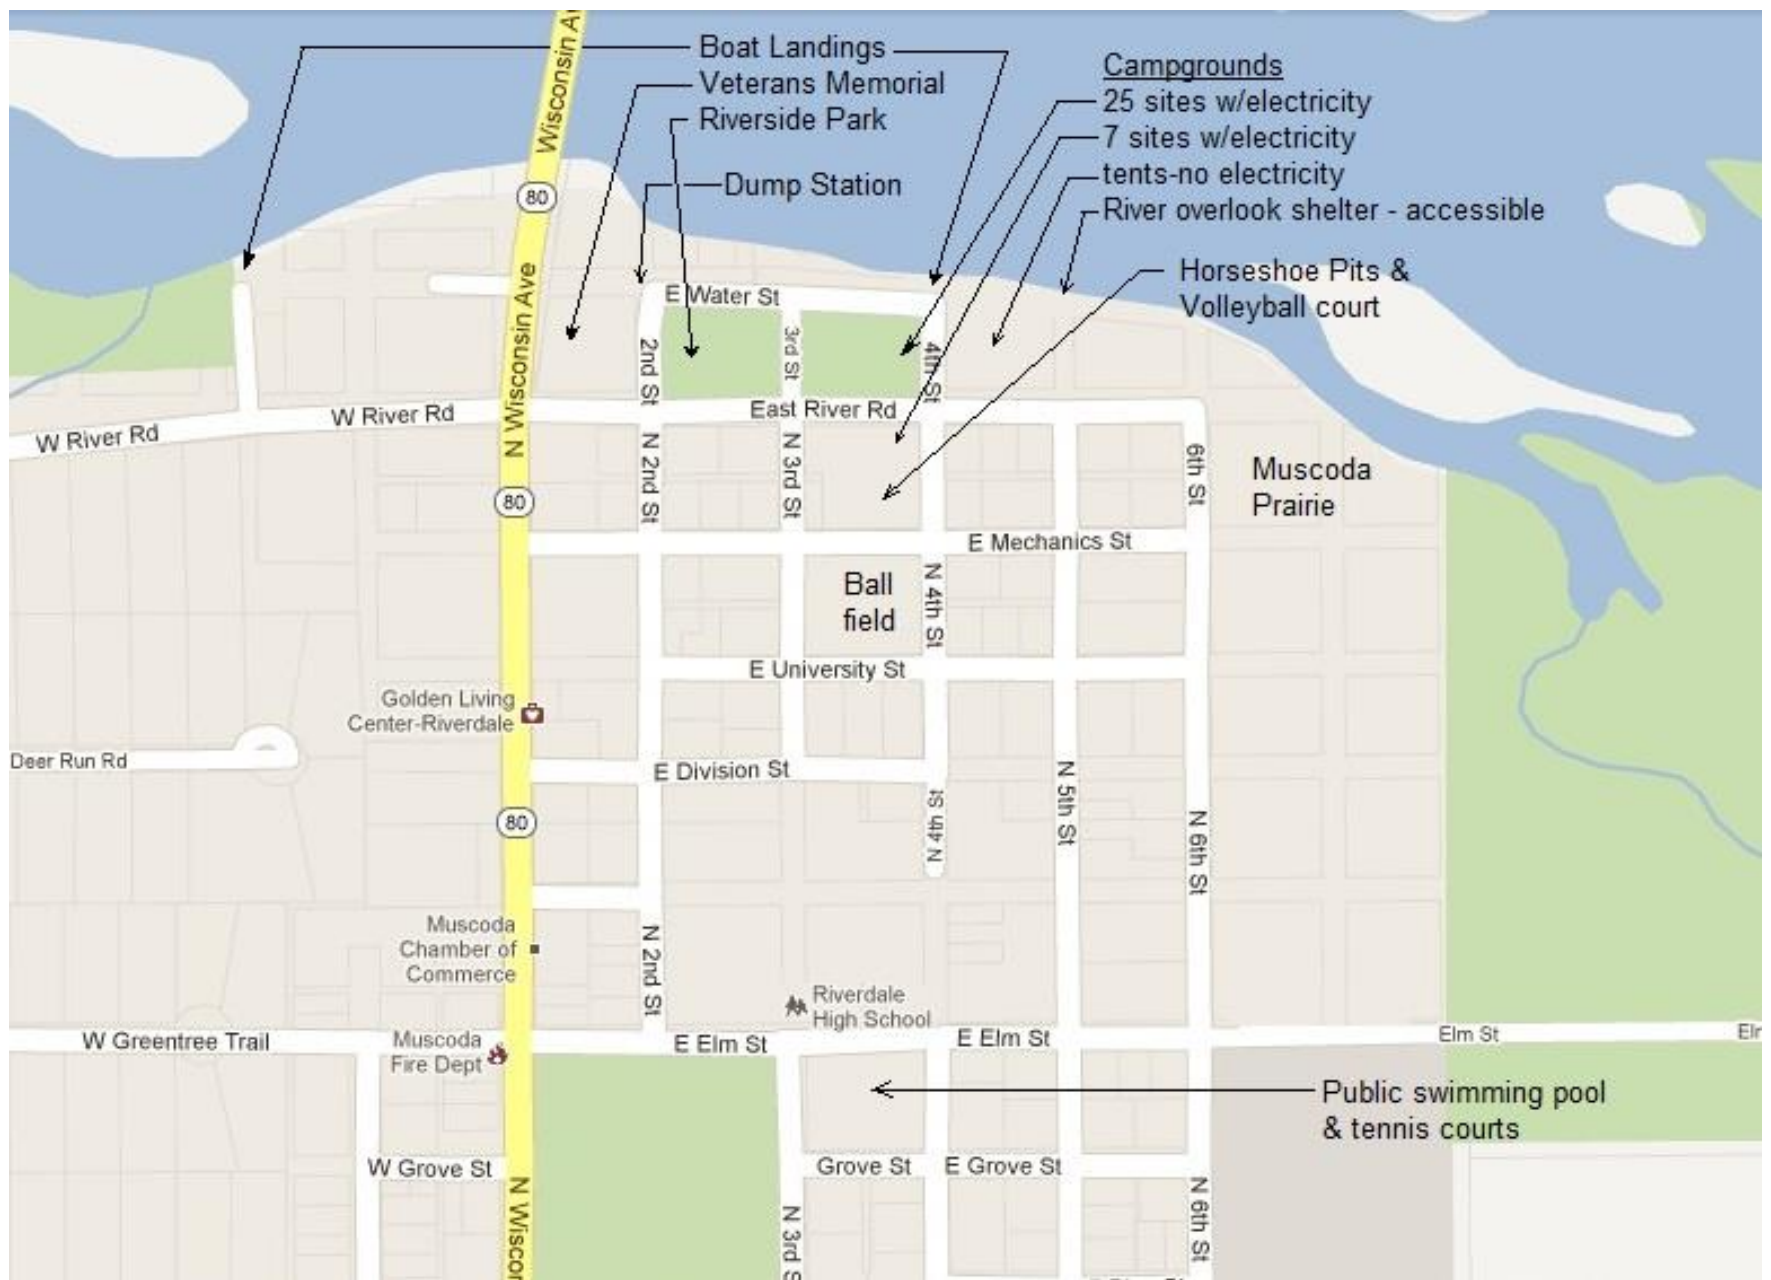 Wisconsin Av
Boat Landings
Veterans Memorial
Riverside Park
Dump Station
Campgrounds
25 sites w/electricity
7 sites w/electricity
tents-no electricity
River overlook shelter - accessible
Horseshoe Pits &
Volleyball court
80
E Water St
N Wisconsin Ave
2nd St
3rd St
4th St
W River Rd
W River Rd
East River Rd
N 2nd St
N 3rd St
6th St
Muscoda
Prairie
80
E Mechanics St
Ball
field
N 4th St
E University St
Golden Living
Center-Riverdale
Deer Run Rd
E Division St
N 4th St
N 5th St
N 6th St
80
Muscoda
Chamber of
Commerce
N 2nd St
Riverdale
High School
W Greentree Trail
Muscoda
Fire Dept
E Elm St
E Elm St
Elm St
Elm
Public swimming pool
& tennis courts
W Grove St
Grove St
E Grove St
N Wiscon
N 3rd S
N 6th St